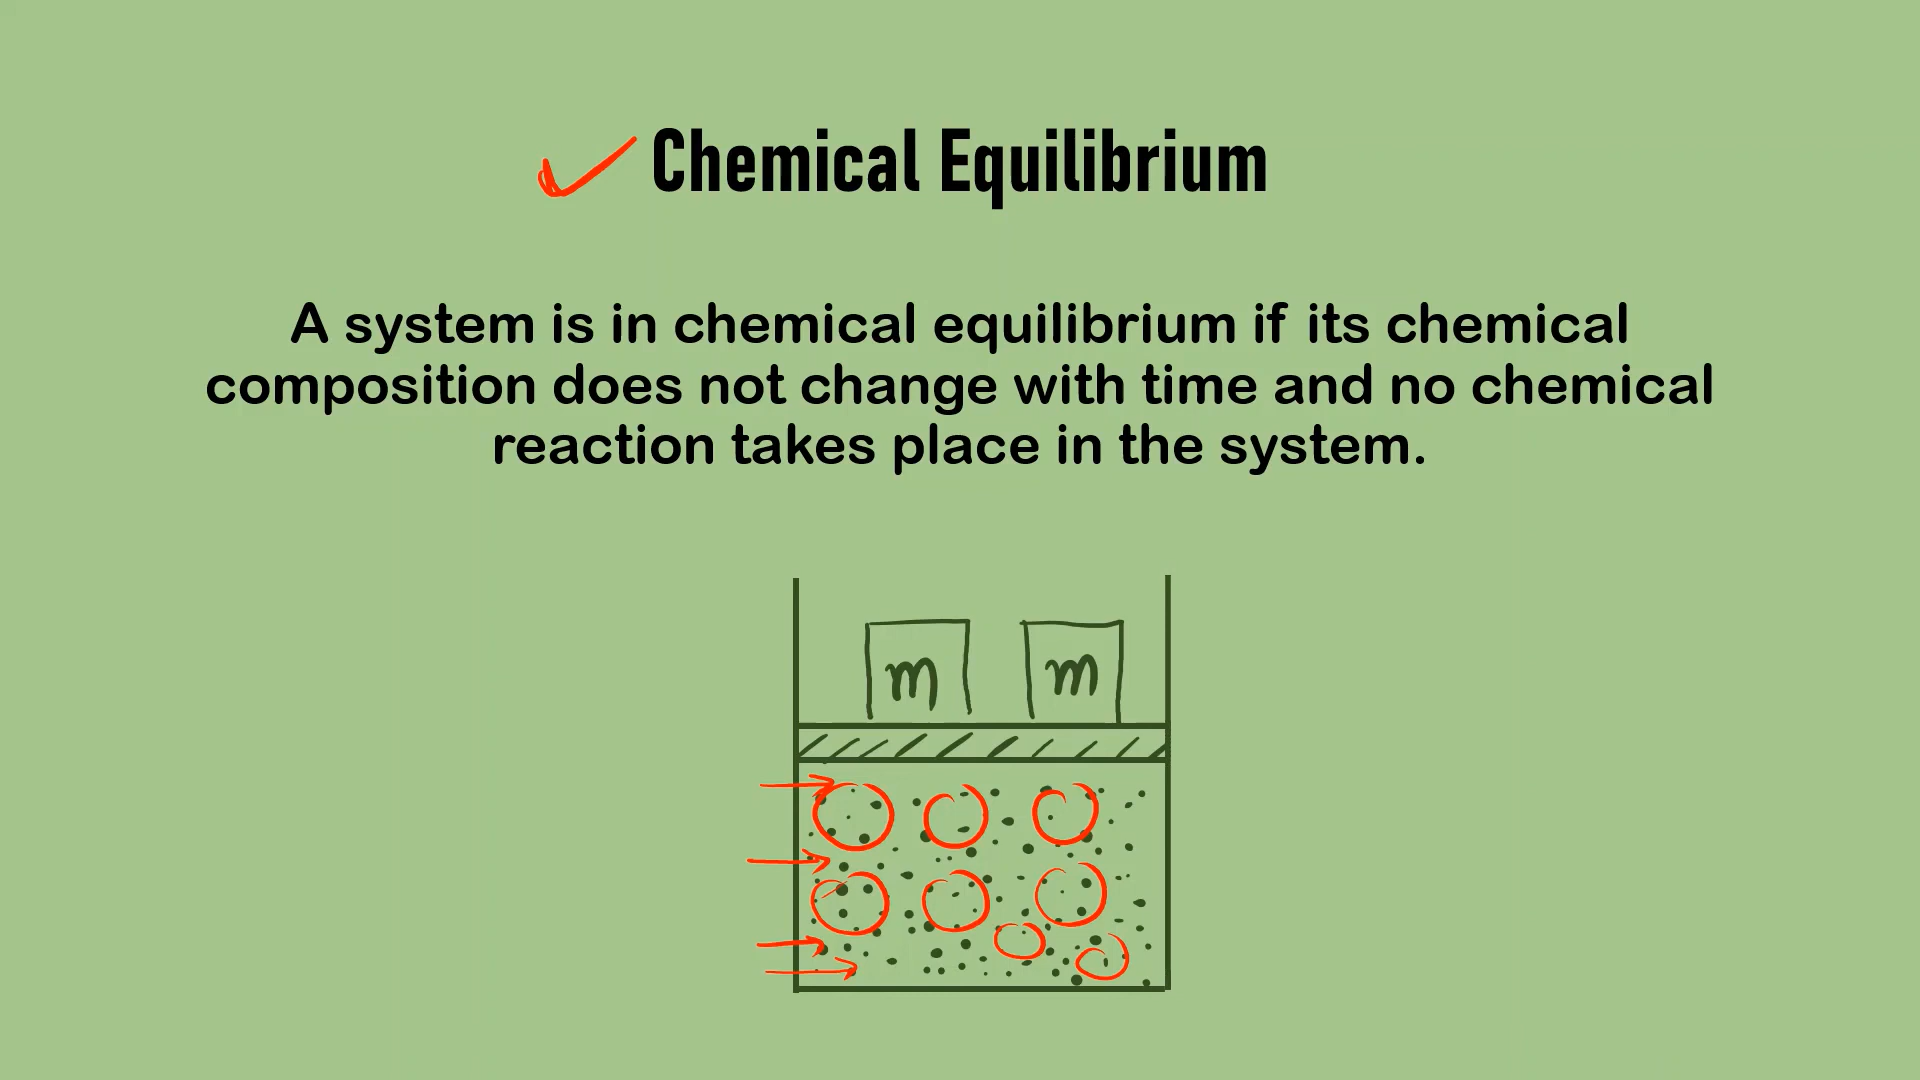 Chemical Equilibrium
A system is in chemical equilibrium if its chemical
composition does not change with time and no chemical
reaction takes place in the system.
m m